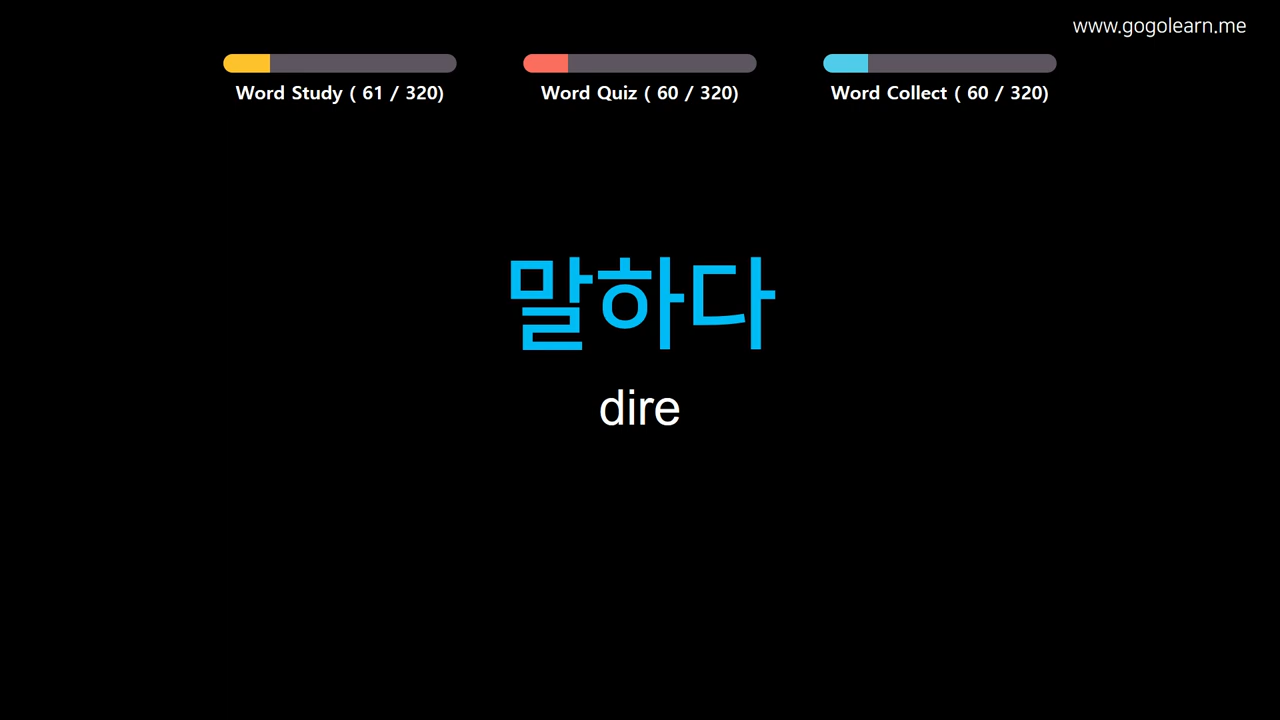 www.gogolearn.me
Word Study ( 61 / 320)
Word Quiz ( 60 / 320)
Word Collect ( 60 / 320)
말하다
dire